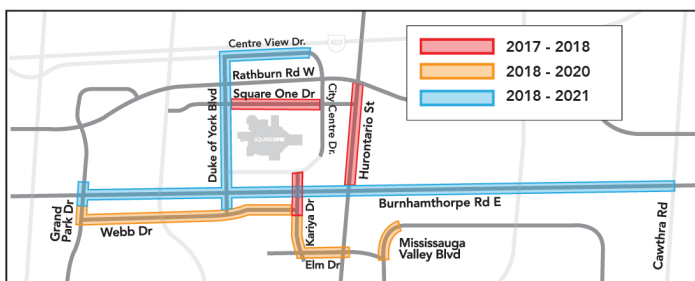 Centre View Dr.
403
2017 - 2018
2018 - 2020
2018 - 2021
Rathburn Rd W
Square One Dr
Duke of York Blvd
City Centre Dr.
Hurontario St
SQUARE ONE
Burnhamthorpe Rd E
Grand
Park Dr
Webb Dr
Kariya Dr
Elm Dr
Mississauga
Valley Blvd
Cawthra Rd